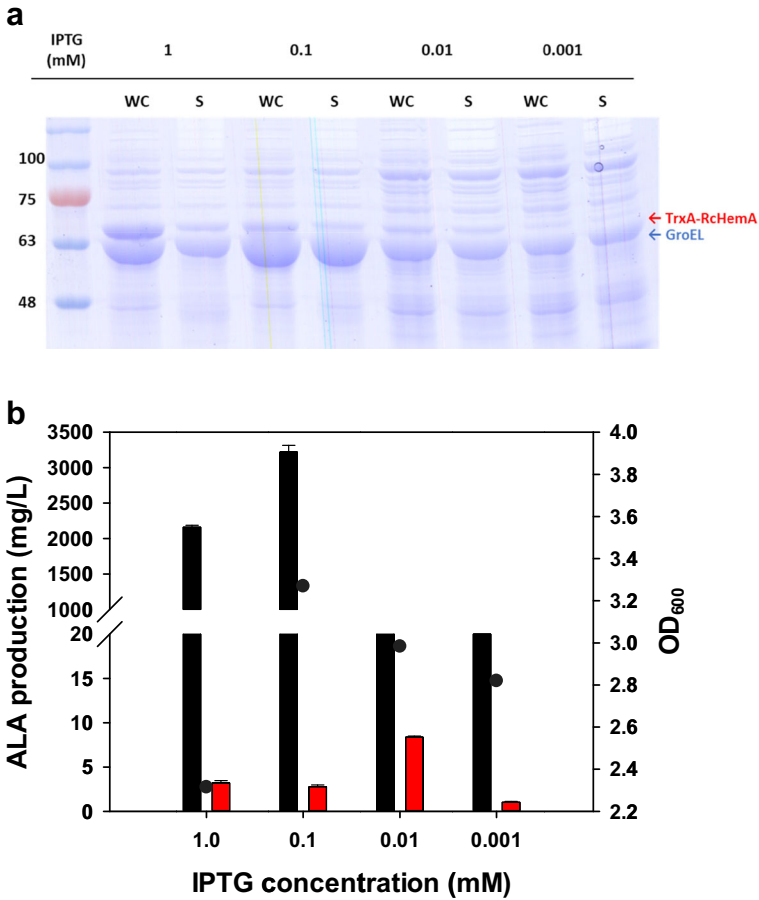 a
IPTG
(mM)
1 0.1 0.01 0.001
WC S WC S WC S WC S
100
75
← TrxA-RcHemA
63
← GroEL
48
b
3500 4.0
3000 3.8
2500 3.6
2000
1500 3.4
1000 3.2
20 3.0
15 2.8
10 2.6
5 2.4
0 2.2
ALA production (mg/L)
OD600
1.0 0.1 0.01 0.001
IPTG concentration (mM)